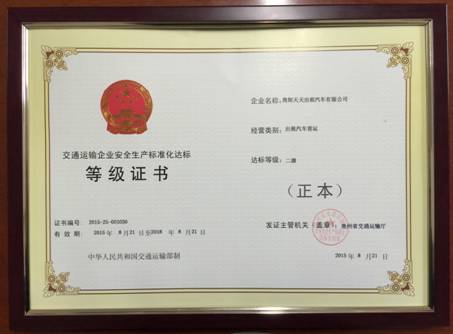 交通运输企业安全生产标准化达标
等级证书
证书编号 2015-25-001030
有效期 2015年8月21日至2018年8月21日
中华人民共和国交通运输部制
企业名称：贵阳天天出租汽车有限公司
经营类别：出租汽车客运
达标等级：二级
（正本）
发证主管机关（盖章）：贵州省交通运输厅
2015年8月21日